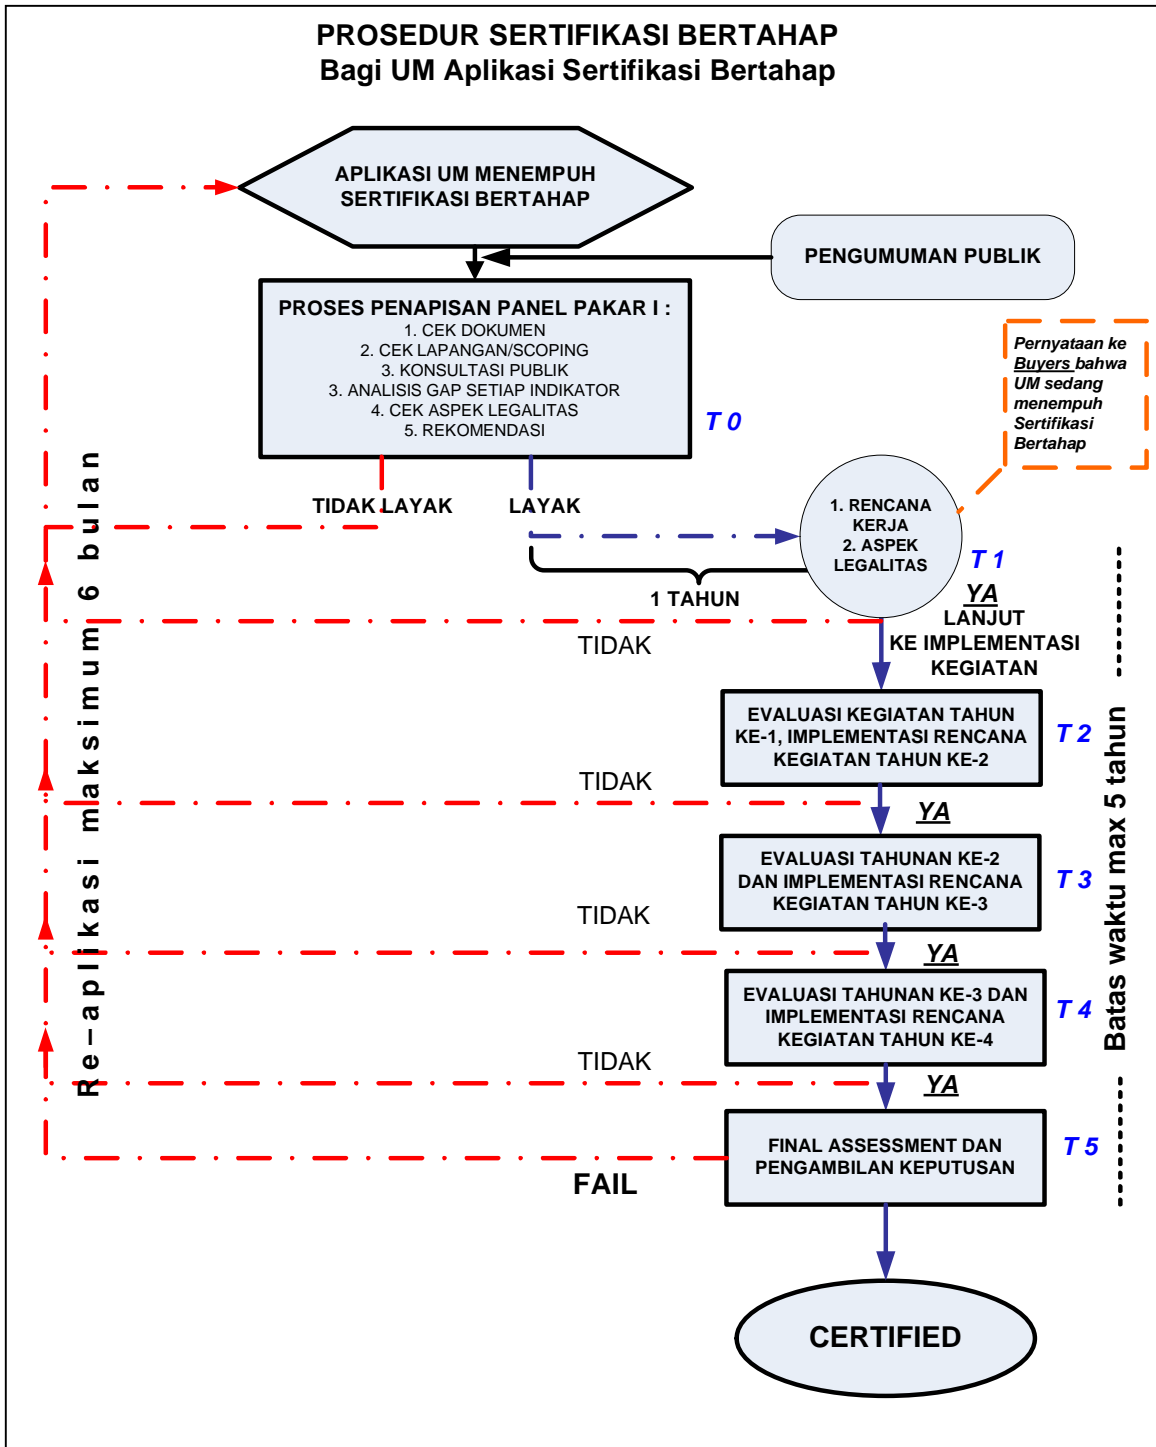 PROSEDUR SERTIFIKASI BERTAHAP
Bagi UM Aplikasi Sertifikasi Bertahap
APLIKASI UM MENEMPUH
SERTIFIKASI BERTAHAP
PENGUMUMAN PUBLIK
PROSES PENAPISAN PANEL PAKAR I :
1. CEK DOKUMEN
2. CEK LAPANGAN/SCOPING
3. KONSULTASI PUBLIK
3. ANALISIS GAP SETIAP INDIKATOR
4. CEK ASPEK LEGALITAS
5. REKOMENDASI
T 0
Pernyataan ke
Buyers bahwa
UM sedang
menempuh
Sertifikasi
Bertahap
TIDAK LAYAK
LAYAK
1. RENCANA
KERJA
2. ASPEK
LEGALITAS
T 1
1 TAHUN
YA
LANJUT
KE IMPLEMENTASI
KEGIATAN
TIDAK
EVALUASI KEGIATAN TAHUN
KE-1, IMPLEMENTASI RENCANA
KEGIATAN TAHUN KE-2
T 2
TIDAK
YA
EVALUASI TAHUNAN KE-2
DAN IMPLEMENTASI RENCANA
KEGIATAN TAHUN KE-3
T 3
TIDAK
YA
EVALUASI TAHUNAN KE-3 DAN
IMPLEMENTASI RENCANA
KEGIATAN TAHUN KE-4
T 4
TIDAK
YA
FINAL ASSESSMENT DAN
PENGAMBILAN KEPUTUSAN
T 5
FAIL
CERTIFIED
Re–aplikasi maksimum 6 bulan
Batas waktu max 5 tahun